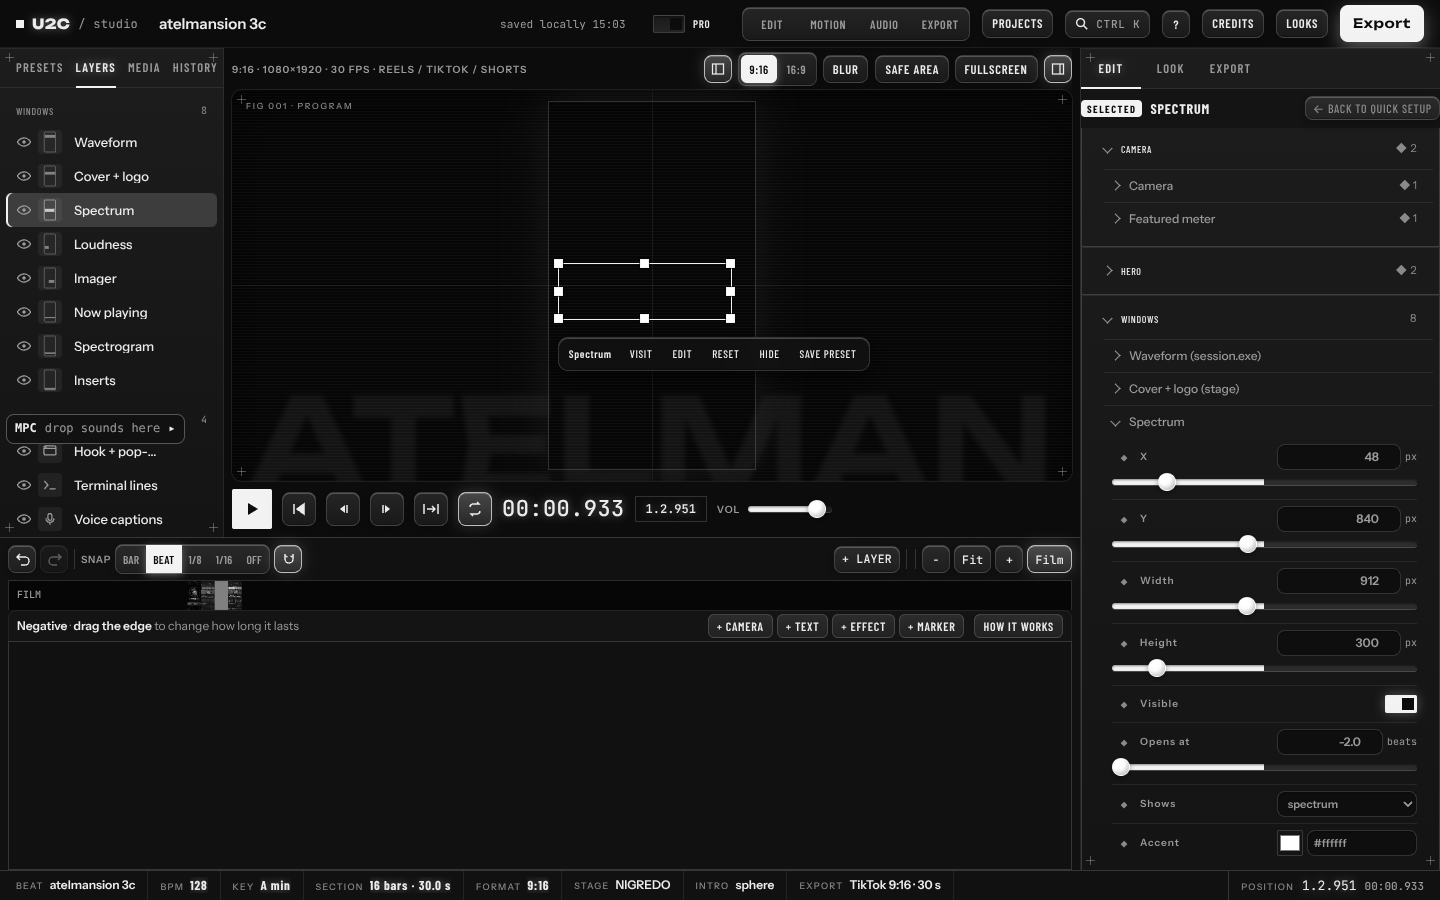 U2C / studio atelmansion 3c saved locally 15:03 PRO EDIT MOTION AUDIO EXPORT PROJECTS CTRL K ? CREDITS LOOKS Export
PRESETS LAYERS MEDIA HISTORY
WINDOWS 8
Waveform
Cover + logo
Spectrum
Loudness
Imager
Now playing
Spectrogram
Inserts
4
MPC drop sounds here ▸
Hook + pop-...
Terminal lines
Voice captions
9:16 · 1080×1920 · 30 FPS · REELS / TIKTOK / SHORTS 9:16 16:9 BLUR SAFE AREA FULLSCREEN
FIG 001 · PROGRAM
Spectrum VISIT EDIT RESET HIDE SAVE PRESET
ATELMAN
00:00.933 1.2.951 VOL
SNAP BAR BEAT 1/8 1/16 OFF + LAYER - Fit + Film
FILM
Negative · drag the edge to change how long it lasts + CAMERA + TEXT + EFFECT + MARKER HOW IT WORKS
EDIT LOOK EXPORT
SELECTED SPECTRUM ← BACK TO QUICK SETUP
CAMERA ◆ 2
Camera ◆ 1
Featured meter ◆ 1
HERO ◆ 2
WINDOWS 8
Waveform (session.exe)
Cover + logo (stage)
Spectrum
◆ X 48 px
◆ Y 840 px
◆ Width 912 px
◆ Height 300 px
◆ Visible
◆ Opens at -2.0 beats
◆ Shows spectrum
◆ Accent #ffffff
BEAT atelmansion 3c BPM 128 KEY A min SECTION 16 bars · 30.0 s FORMAT 9:16 STAGE NIGREDO INTRO sphere EXPORT TikTok 9:16 · 30 s POSITION 1.2.951 00:00.933